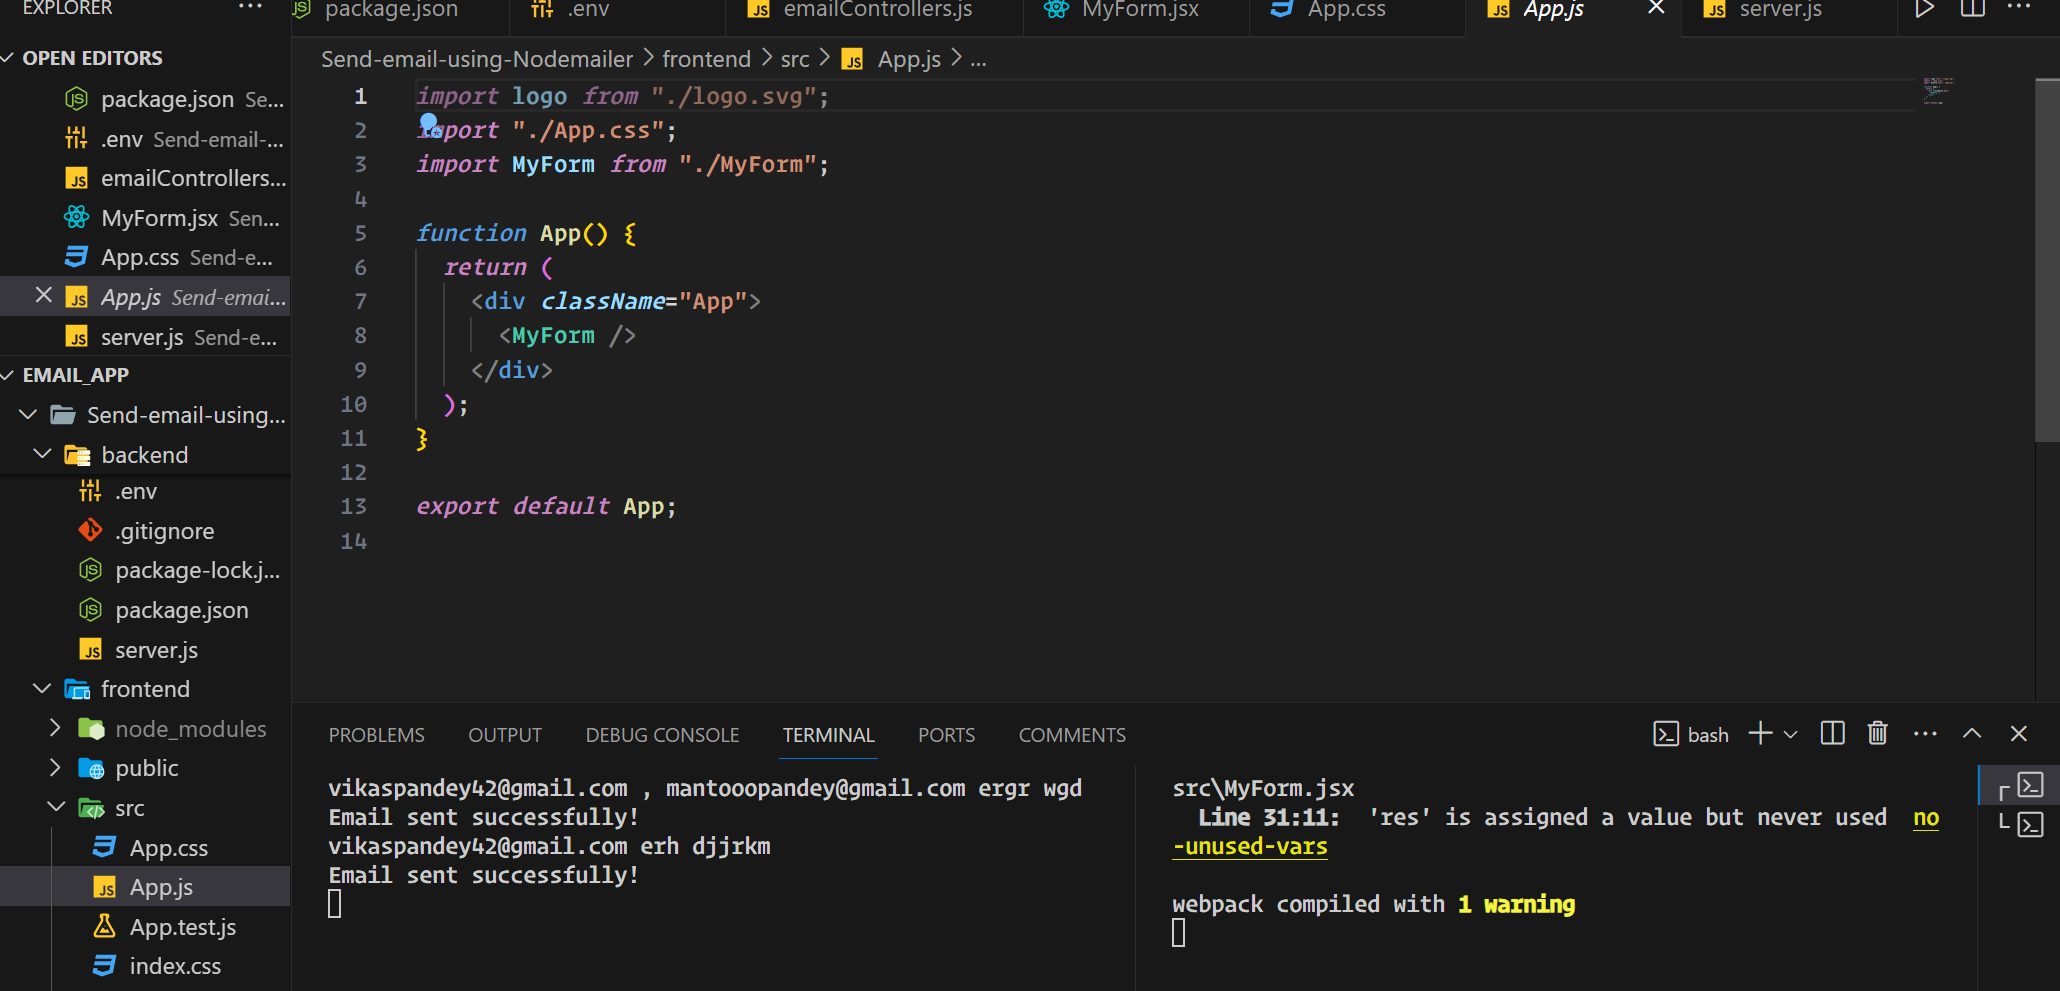 EXPLORER
OPEN EDITORS
package.json Se...
.env Send-email-...
emailControllers...
MyForm.jsx Sen...
App.css Send-e...
App.js Send-emai...
server.js Send-e...
EMAIL_APP
Send-email-using...
backend
.env
.gitignore
package-lock.j...
package.json
server.js
frontend
node_modules
public
src
App.css
App.js
App.test.js
index.css
package.json
.env
emailControllers.js
MyForm.jsx
App.css
App.js
server.js
Send-email-using-Nodemailer > frontend > src > App.js > ...
1 import logo from "./logo.svg";
2 import "./App.css";
3 import MyForm from "./MyForm";
4
5 function App() {
6 return (
7 <div className="App">
8 <MyForm />
9 </div>
10 );
11 }
12
13 export default App;
14
PROBLEMS OUTPUT DEBUG CONSOLE TERMINAL PORTS COMMENTS
bash
vikaspandey42@gmail.com , mantooopandey@gmail.com ergr wgd
Email sent successfully!
vikaspandey42@gmail.com erh djjrkm
Email sent successfully!
src\MyForm.jsx
Line 31:11: 'res' is assigned a value but never used no
-unused-vars
webpack compiled with 1 warning